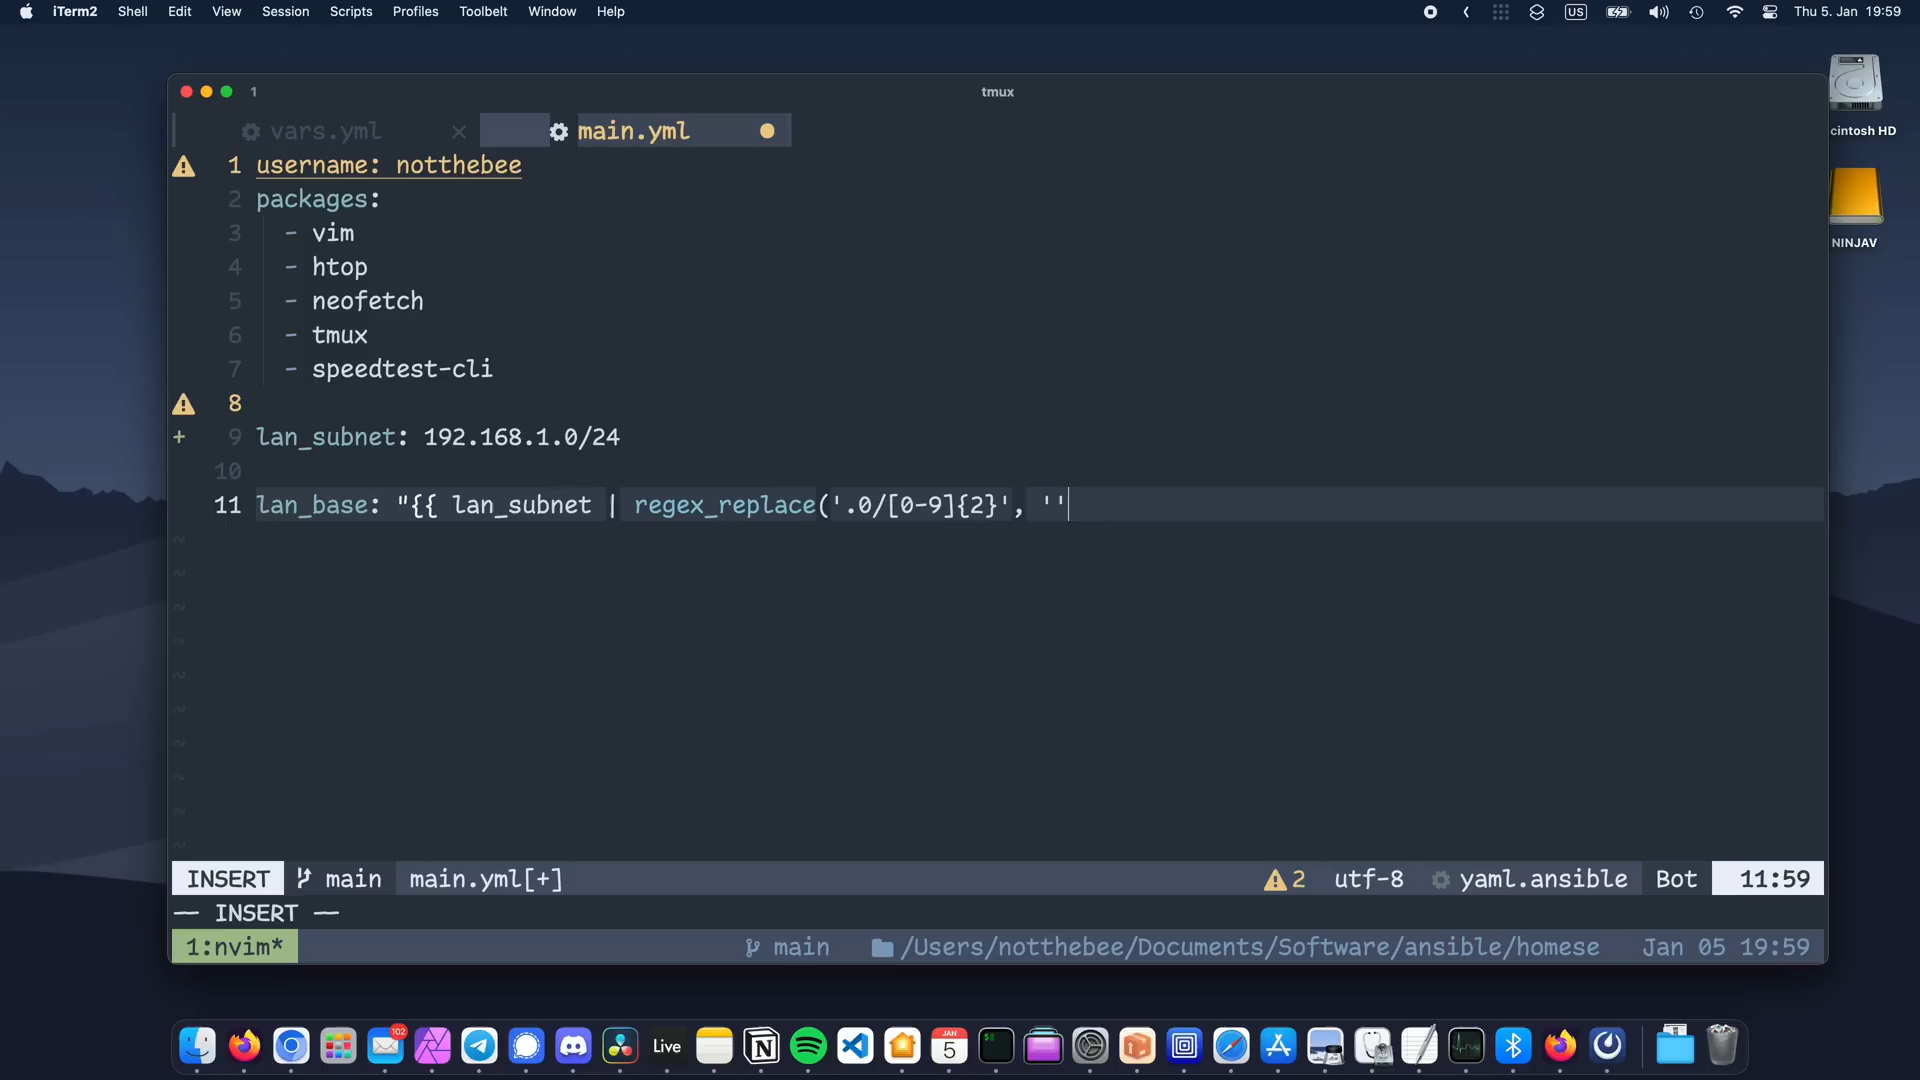 iTerm2 Shell Edit View Session Scripts Profiles Toolbelt Window Help US Thu 5. Jan 19:59
1 tmux
cintosh HD
NINJAV
vars.yml × main.yml
1 username: notthebee
2 packages:
3 - vim
4 - htop
5 - neofetch
6 - tmux
7 - speedtest-cli
8
+ 9 lan_subnet: 192.168.1.0/24
10
11 lan_base: "{{ lan_subnet | regex_replace('.0/[0-9]{2}', ''
~
~
~
~
~
~
~
~
~
~
INSERT main main.yml[+] 2 utf-8 yaml.ansible Bot 11:59
-- INSERT --
1:nvim* main /Users/notthebee/Documents/Software/ansible/homese Jan 05 19:59
102 Live JAN 5 $